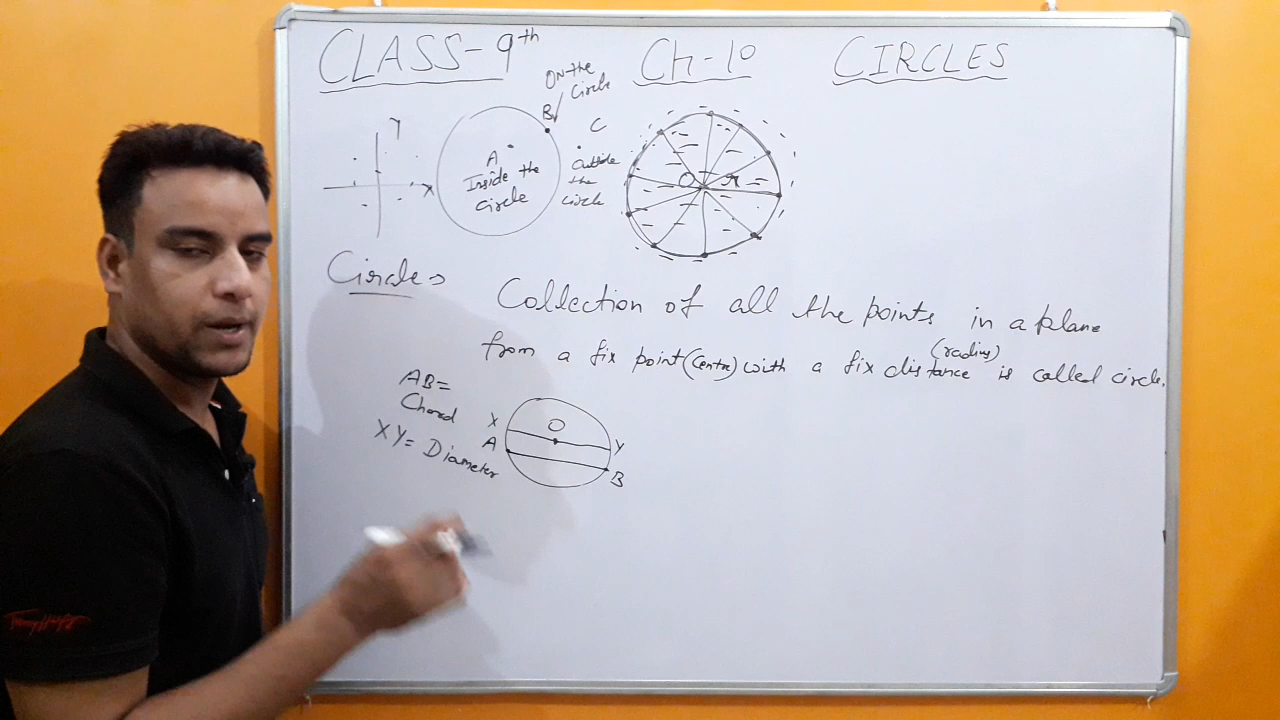 CLASS-9th Ch-10 CIRCLES
ON the
Circle
B
C
outside
the
circle
Y
X
A
Inside the
circle
O r
Circle
Collection of all the points in a plane
from a fix point (centre) with a fix distance (radius) is called circle.
AB=
Chord
XY= Diameter
X
O
A
Y
B